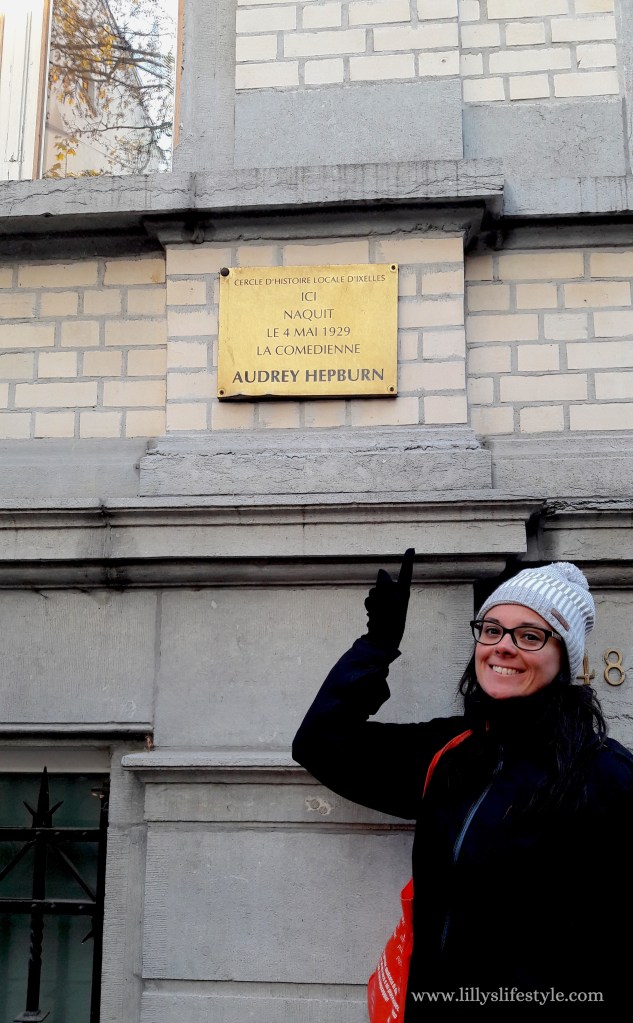 CERCLE D'HISTOIRE LOCALE D'IXELLES
ICI
NAQUIT
LE 4 MAI 1929
LA COMEDIENNE
AUDREY HEPBURN
48
www.lillyslifestyle.com